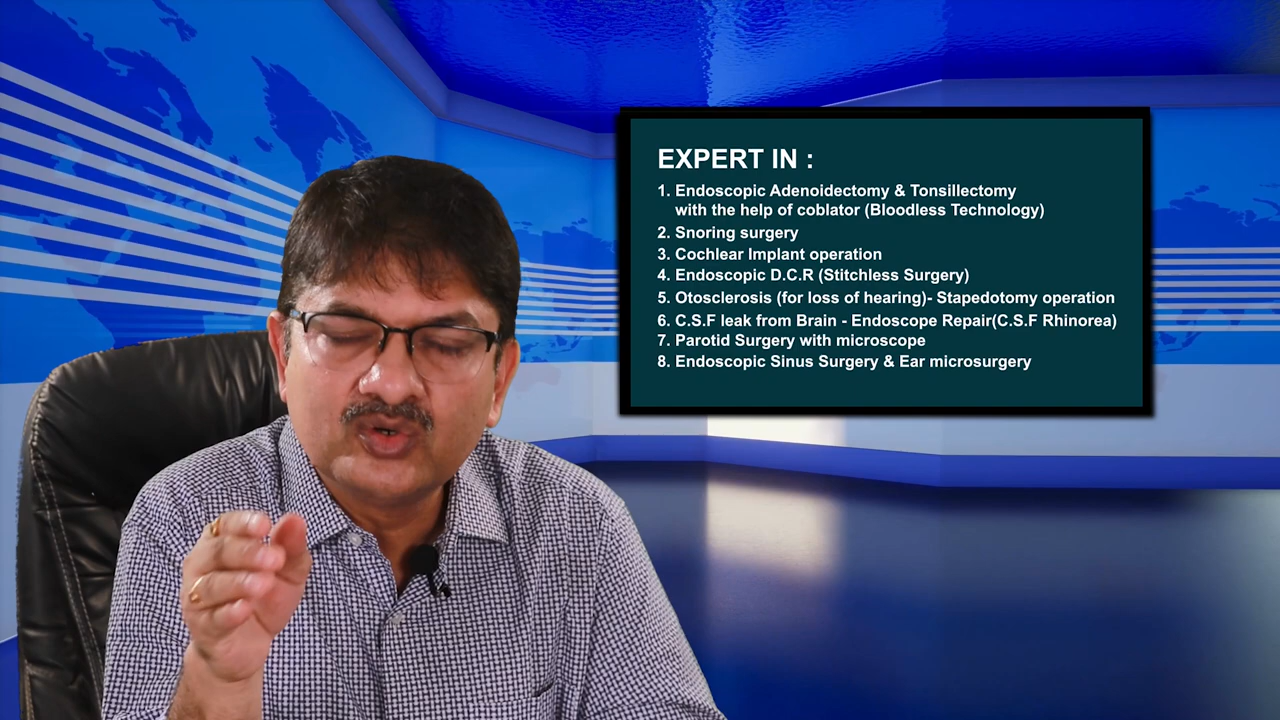 EXPERT IN :
1. Endoscopic Adenoidectomy & Tonsillectomy
with the help of coblator (Bloodless Technology)
2. Snoring surgery
3. Cochlear Implant operation
4. Endoscopic D.C.R (Stitchless Surgery)
5. Otosclerosis (for loss of hearing)- Stapedotomy operation
6. C.S.F leak from Brain - Endoscope Repair(C.S.F Rhinorea)
7. Parotid Surgery with microscope
8. Endoscopic Sinus Surgery & Ear microsurgery